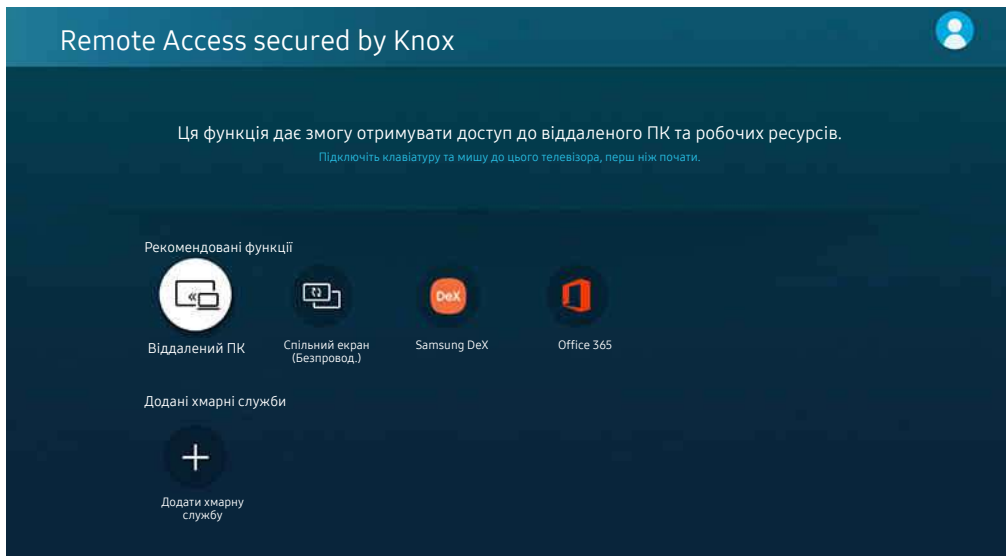 Remote Access secured by Knox
Ця функція дає змогу отримувати доступ до віддаленого ПК та робочих ресурсів.
Підключіть клавіатуру та мишу до цього телевізора, перш ніж почати.
Рекомендовані функції
DeX
Віддалений ПК
Спільний екран
(Безпровод.)
Samsung DeX
Office 365
Додані хмарні служби
Додати хмарну
службу